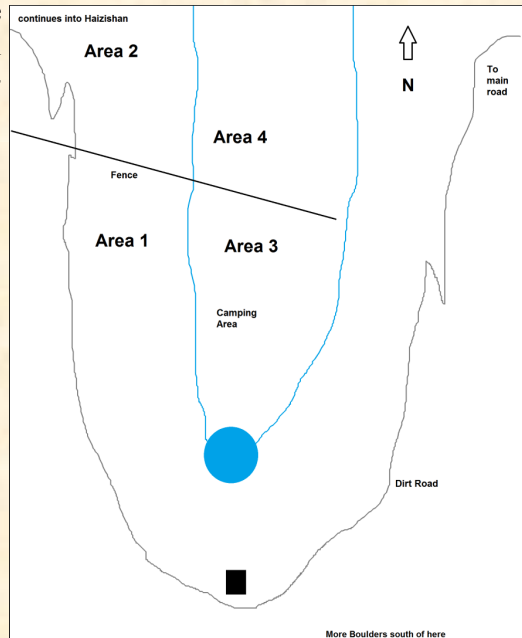 continues into Haizishan
Area 2
To
main
road
N
Area 4
Fence
Area 1
Area 3
Camping
Area
Dirt Road
More Boulders south of here